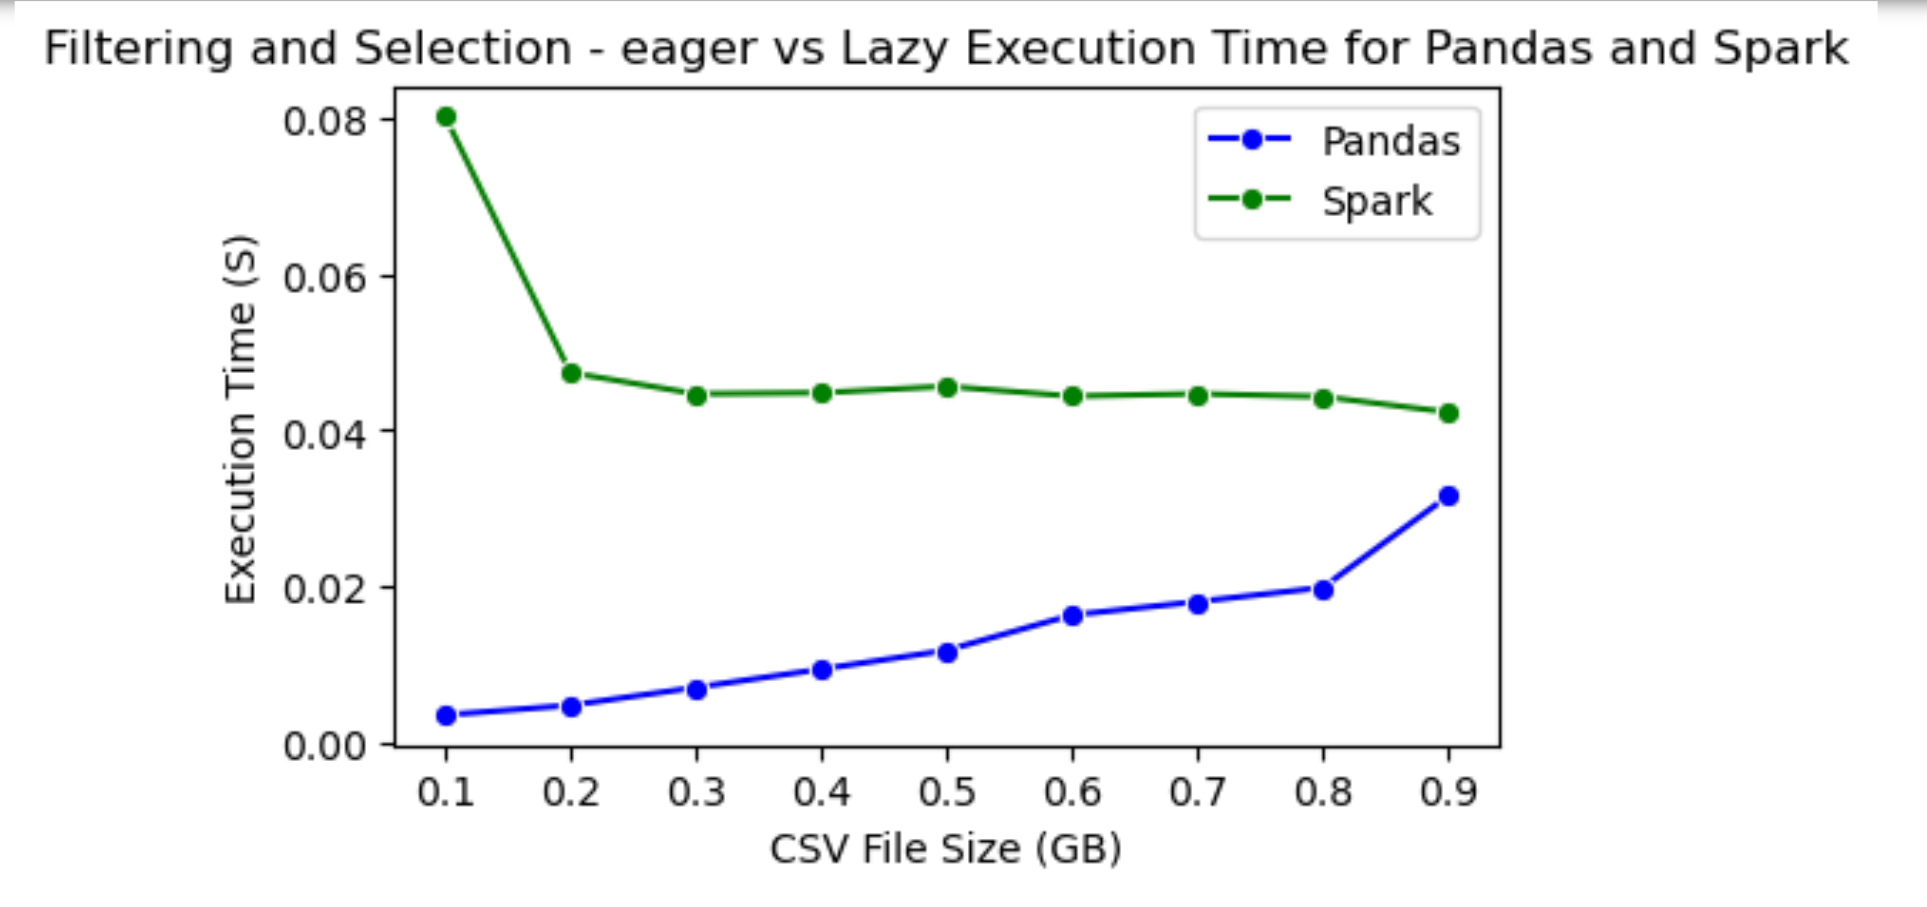 Filtering and Selection - eager vs Lazy Execution Time for Pandas and Spark
Pandas
Spark
Execution Time (S)
0.08
0.06
0.04
0.02
0.00
0.1 0.2 0.3 0.4 0.5 0.6 0.7 0.8 0.9
CSV File Size (GB)